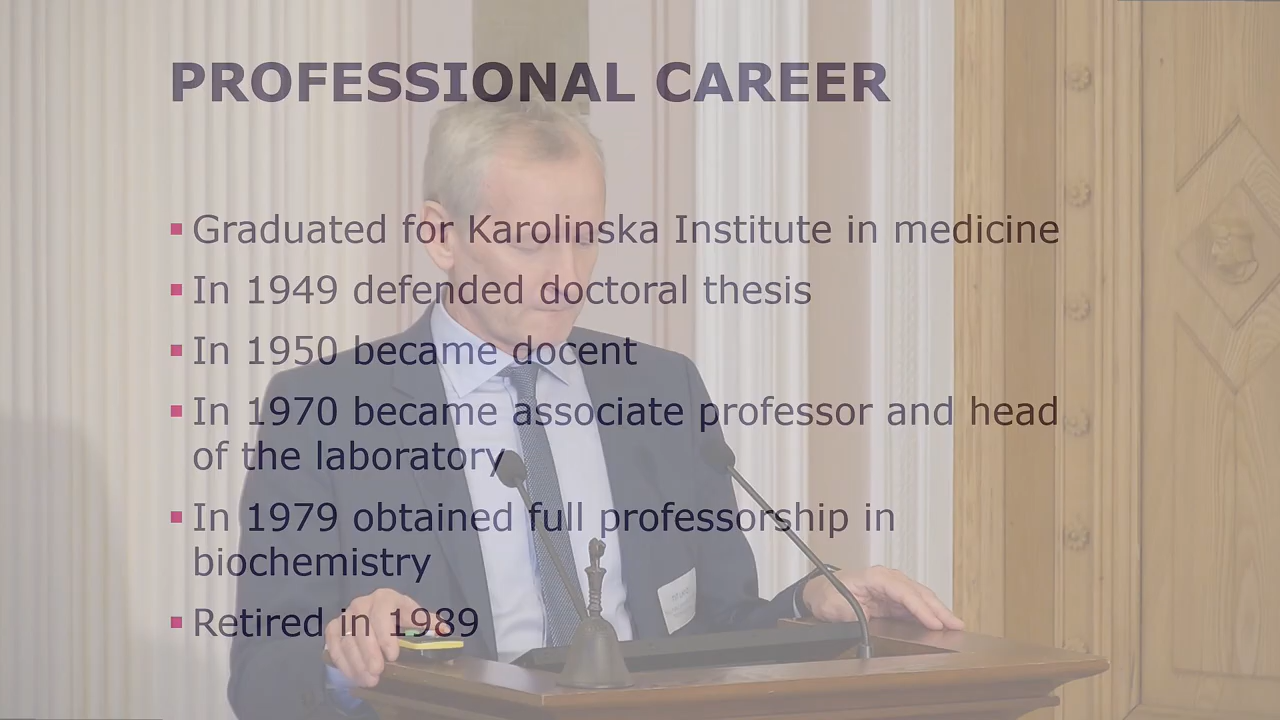 PROFESSIONAL CAREER
Graduated for Karolinska Institute in medicine
In 1949 defended doctoral thesis
In 1950 became docent
In 1970 became associate professor and head
of the laboratory
In 1979 obtained full professorship in
biochemistry
Retired in 1989